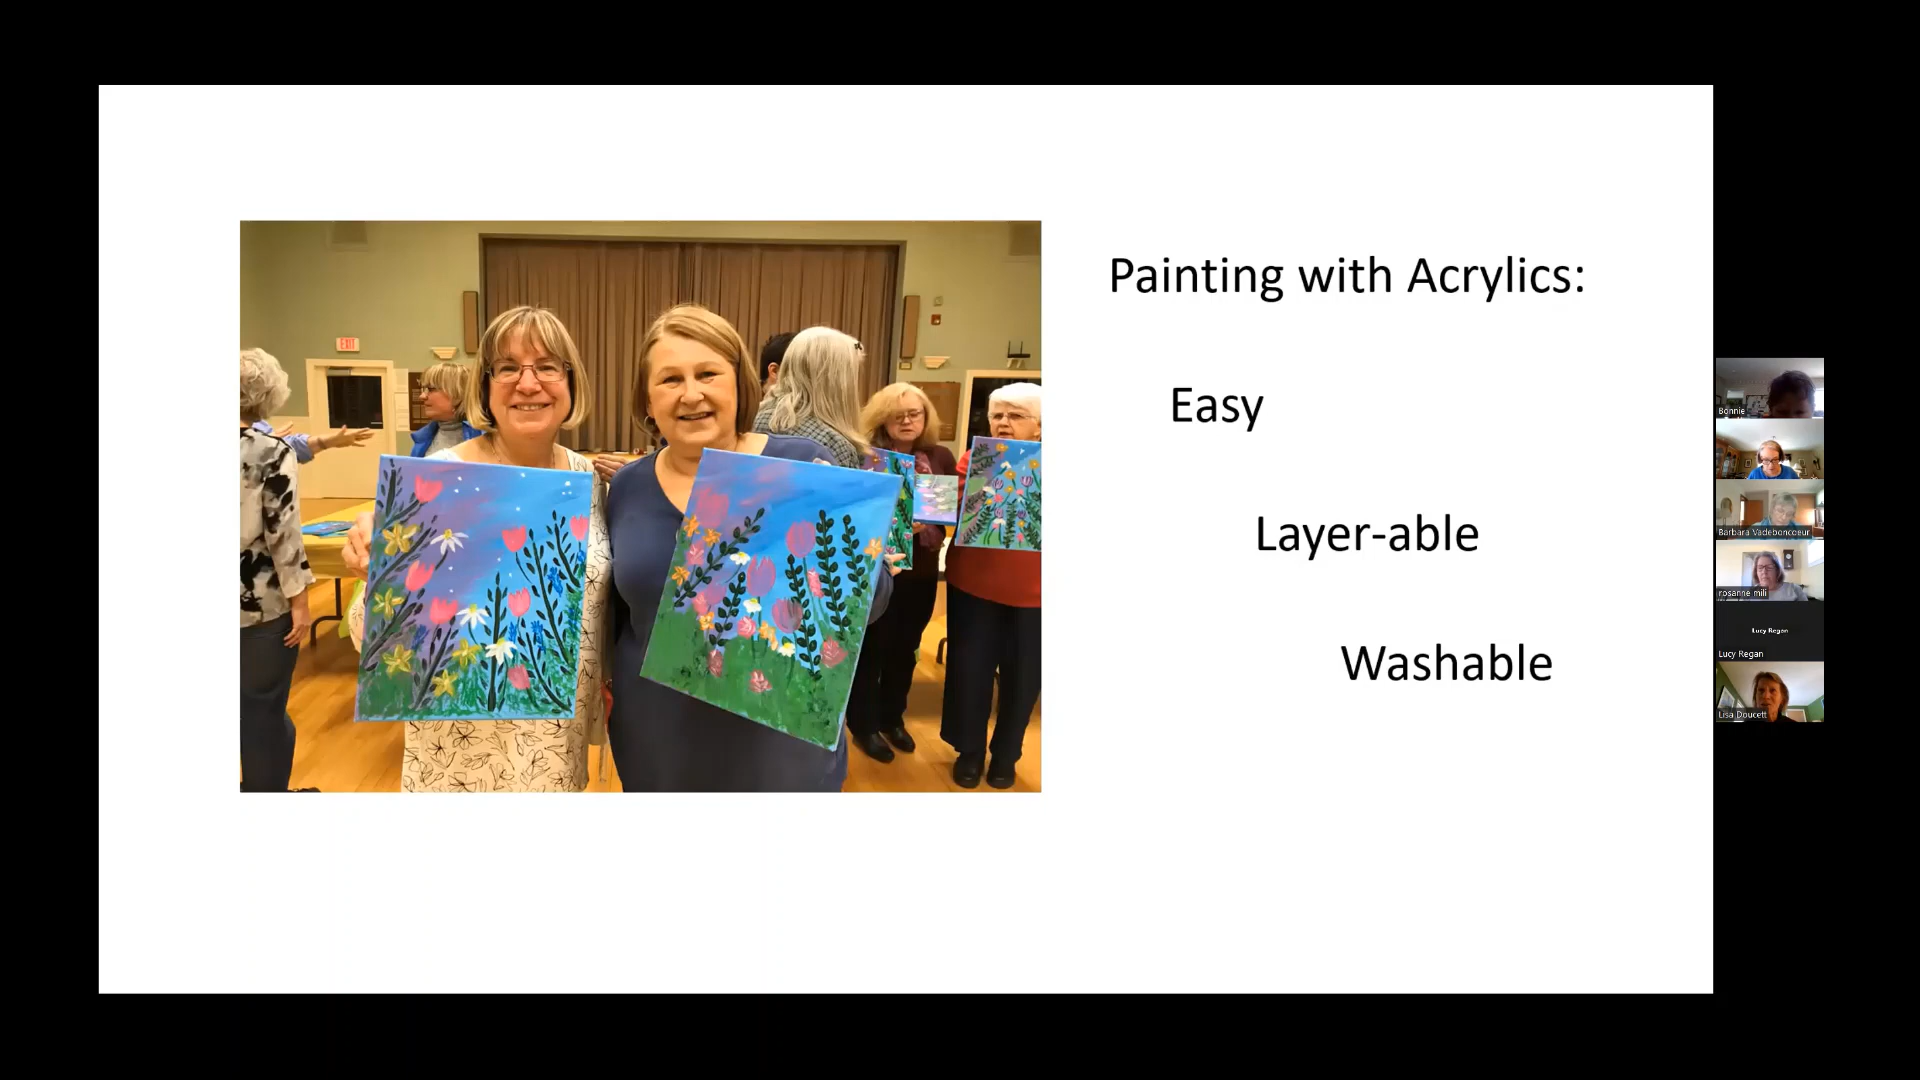 EXIT
Painting with Acrylics:
Easy
Layer-able
Washable
Bonnie
Barbara Vadeboncoeur
rosanne mili
Lucy Regan
Lucy Regan
Lisa Doucett